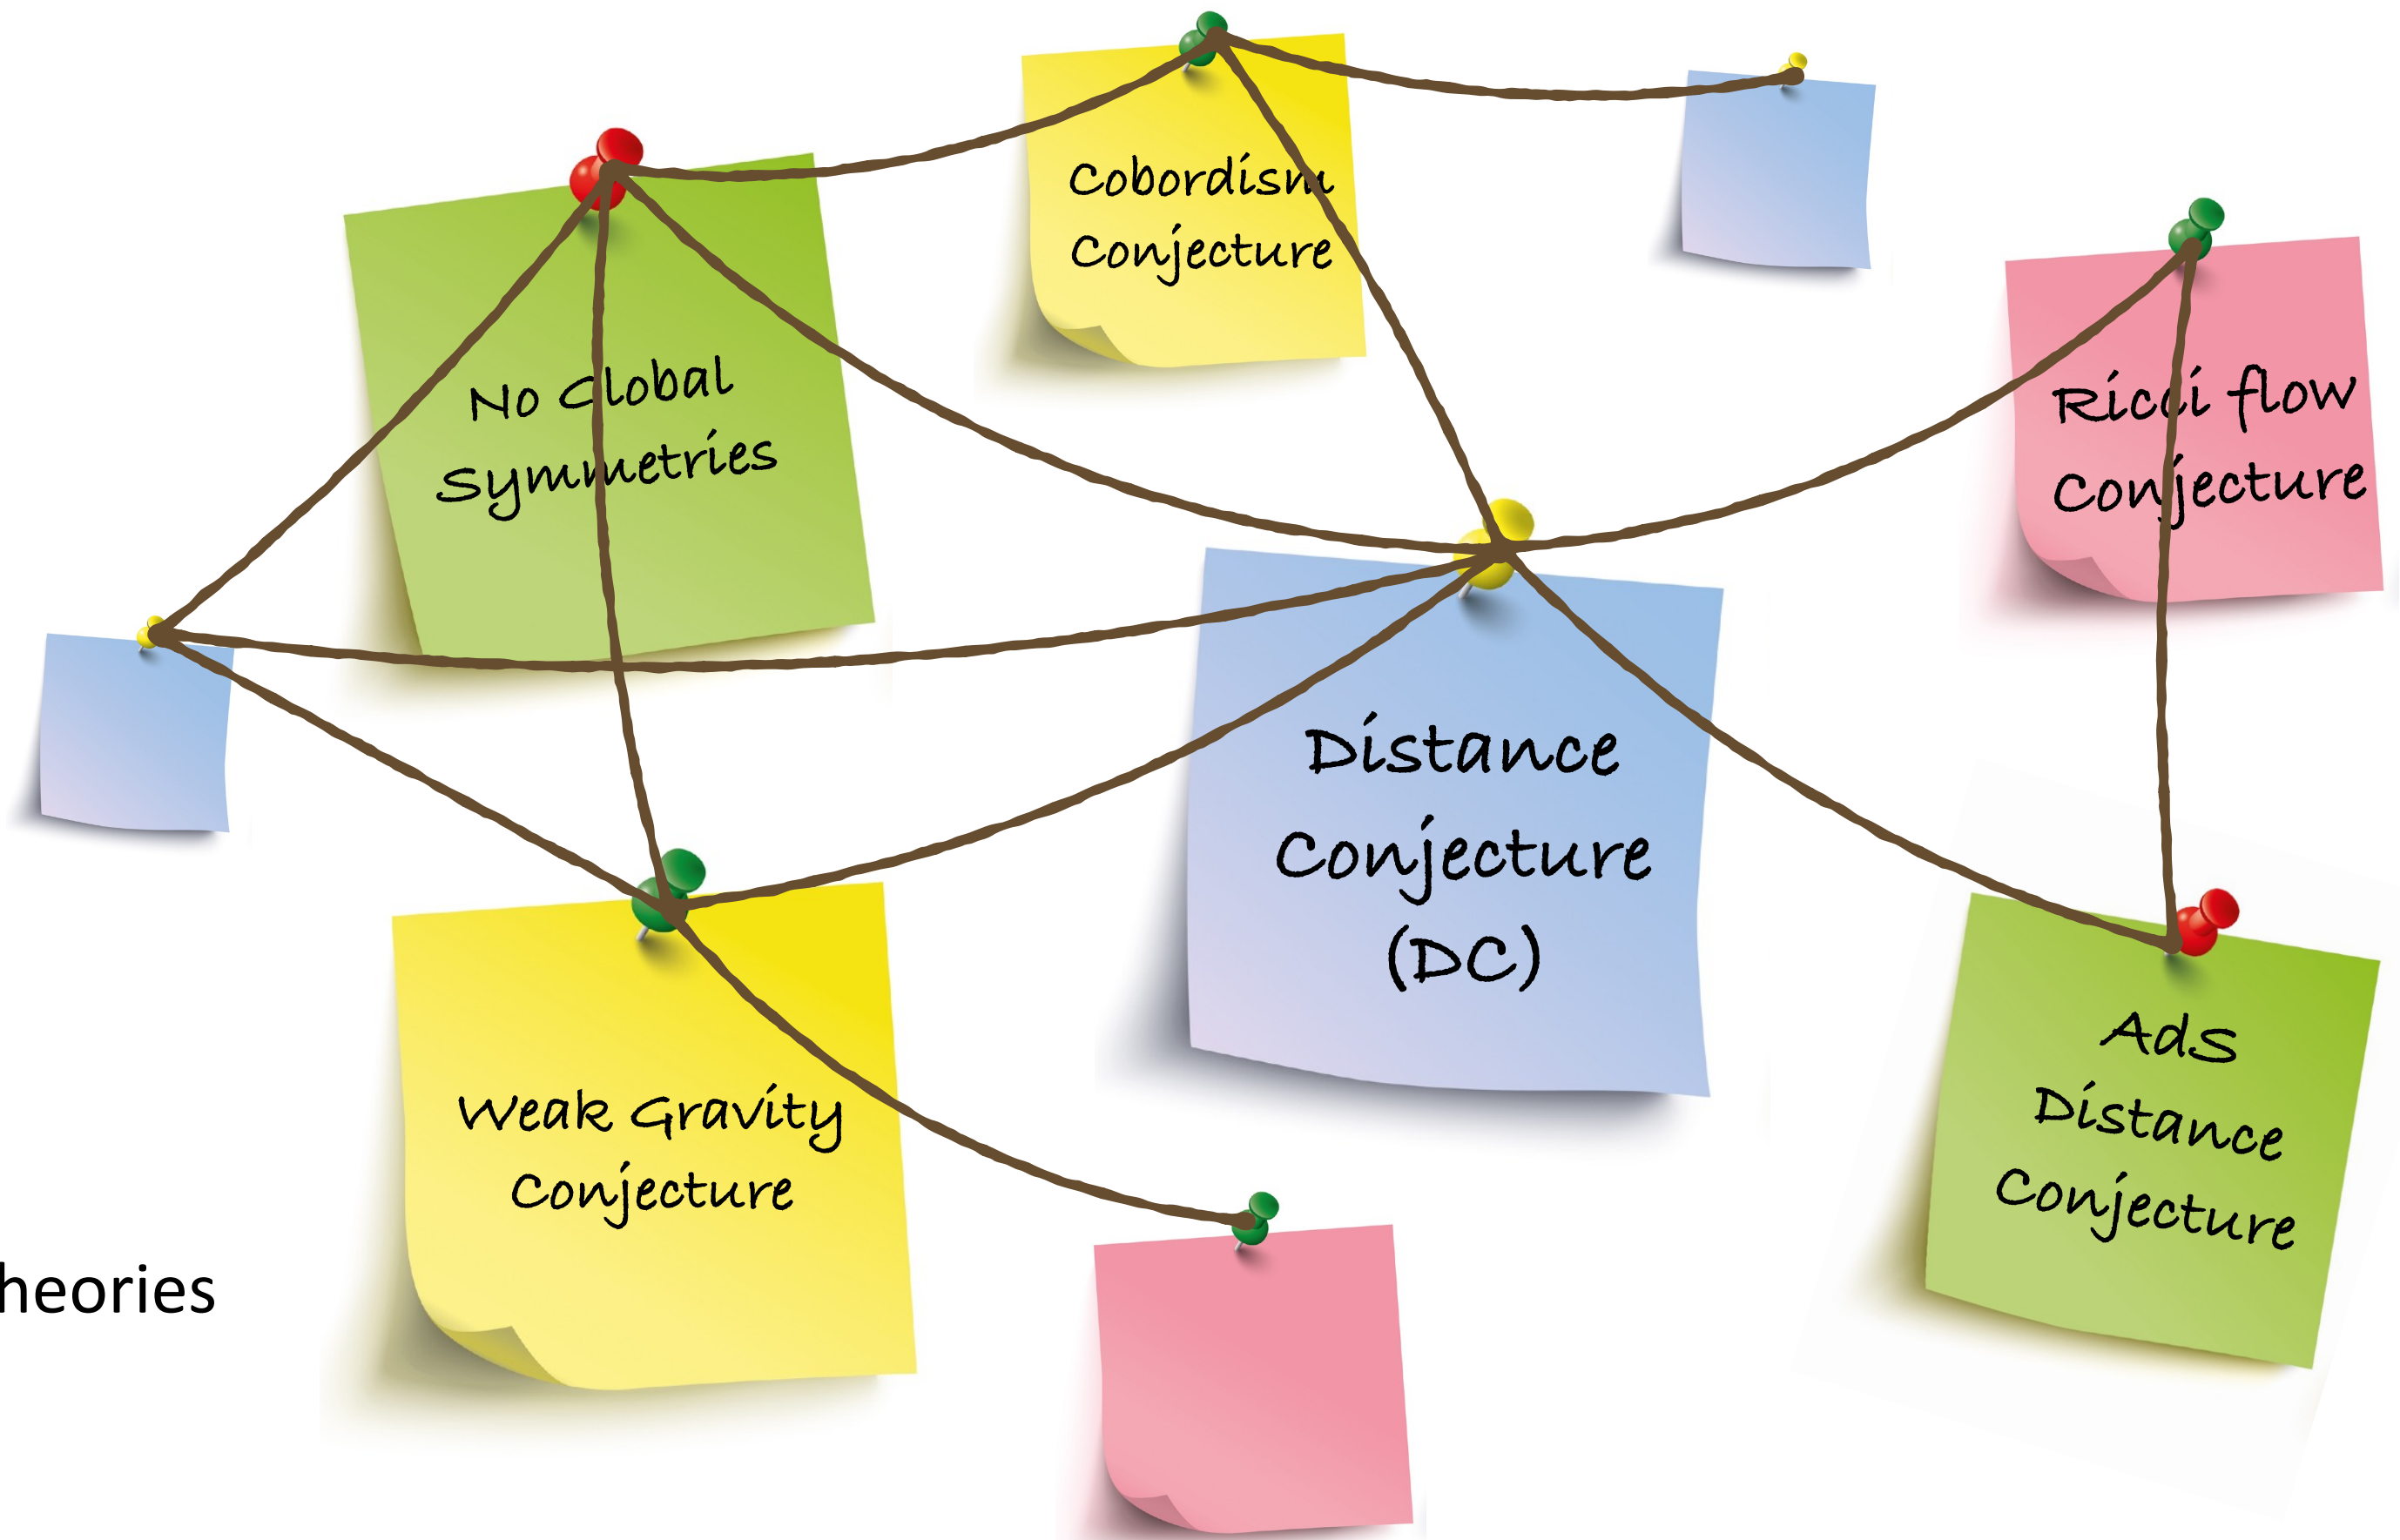 Cobordism
Conjecture
No Global
Symmetries
Ricci flow
Conjecture
Distance
Conjecture
(DC)
Weak Gravity
Conjecture
AdS
Distance
Conjecture
heories